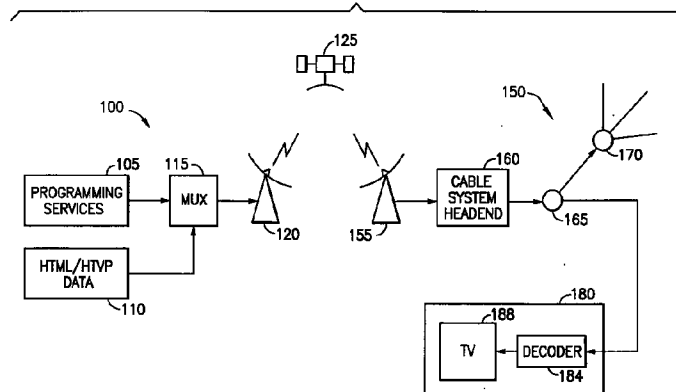 125
100
150
105
115
160
170
PROGRAMMING
SERVICES
MUX
CABLE
SYSTEM
HEADEND
165
120
155
HTML/HTVP
DATA
110
180
188
TV
DECODER
184